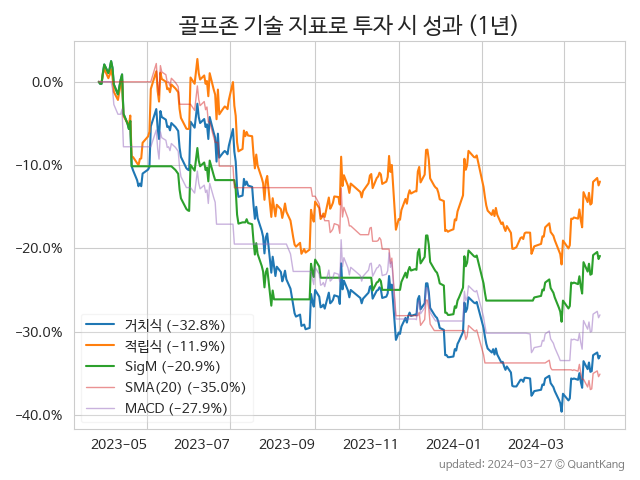 골프존 기술 지표로 투자 시 성과 (1년)
0.0%
−10.0%
−20.0%
−30.0%
−40.0%
거치식 (−32.8%)
적립식 (−11.9%)
SigM (−20.9%)
SMA(20) (−35.0%)
MACD (−27.9%)
2023-05 2023-07 2023-09 2023-11 2024-01 2024-03
updated: 2024-03-27 © QuantKang